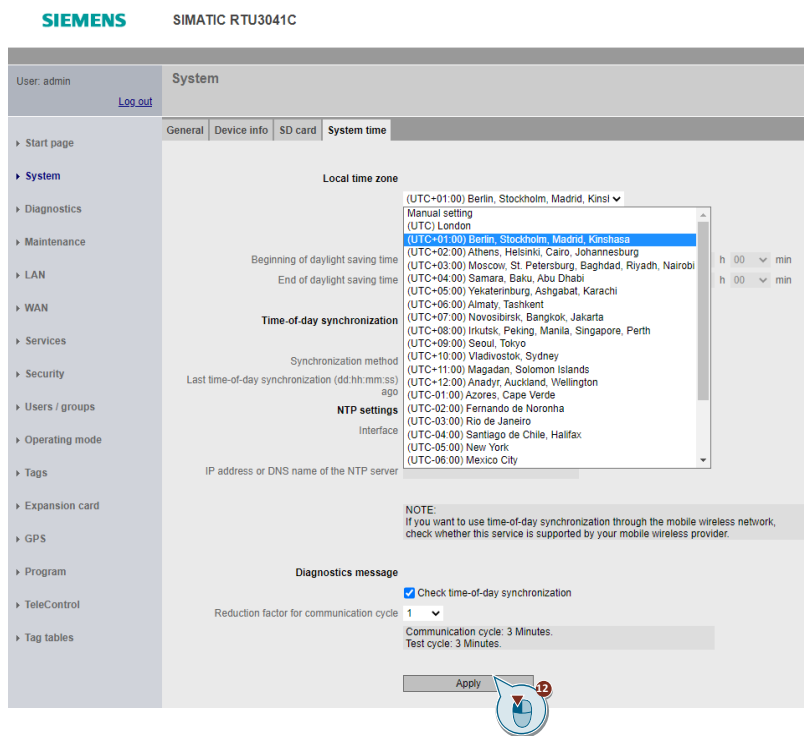 SIEMENS SIMATIC RTU3041C
User: admin
Log out
System
General Device info SD card System time
Start page
System
Diagnostics
Maintenance
LAN
WAN
Services
Security
Users / groups
Operating mode
Tags
Expansion card
GPS
Program
TeleControl
Tag tables
Local time zone
(UTC+01:00) Berlin, Stockholm, Madrid, Kinsl
Manual setting
(UTC) London
(UTC+01:00) Berlin, Stockholm, Madrid, Kinshasa
(UTC+02:00) Athens, Helsinki, Cairo, Johannesburg
(UTC+03:00) Moscow, St. Petersburg, Baghdad, Riyadh, Nairobi
(UTC+04:00) Samara, Baku, Abu Dhabi
(UTC+05:00) Yekaterinburg, Ashgabat, Karachi
(UTC+06:00) Almaty, Tashkent
(UTC+07:00) Novosibirsk, Bangkok, Jakarta
(UTC+08:00) Irkutsk, Peking, Manila, Singapore, Perth
(UTC+09:00) Seoul, Tokyo
(UTC+10:00) Vladivostok, Sydney
(UTC+11:00) Magadan, Solomon Islands
(UTC+12:00) Anadyr, Auckland, Wellington
(UTC-01:00) Azores, Cape Verde
(UTC-02:00) Fernando de Noronha
(UTC-03:00) Rio de Janeiro
(UTC-04:00) Santiago de Chile, Halifax
(UTC-05:00) New York
(UTC-06:00) Mexico City
Beginning of daylight saving time h 00 min
End of daylight saving time h 00 min
Time-of-day synchronization
Synchronization method
Last time-of-day synchronization (dd:hh:mm:ss)
ago
NTP settings
Interface
IP address or DNS name of the NTP server
NOTE:
If you want to use time-of-day synchronization through the mobile wireless network,
check whether this service is supported by your mobile wireless provider.
Diagnostics message
Check time-of-day synchronization
Reduction factor for communication cycle 1
Communication cycle: 3 Minutes.
Test cycle: 3 Minutes.
Apply
12